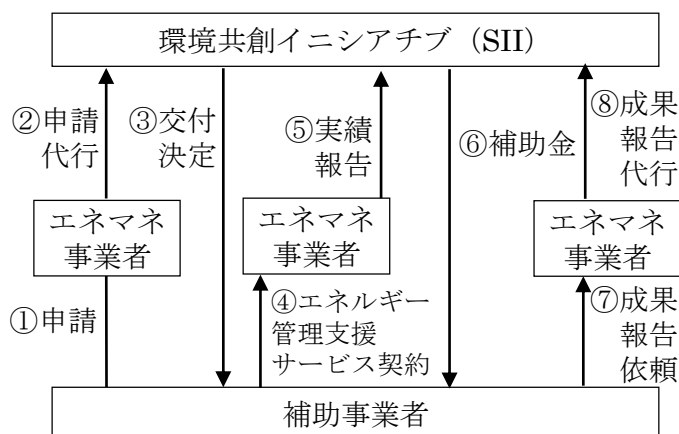 環境共創イニシアチブ（SII）
②申請
代行
③交付
決定
⑤実績
報告
⑥補助金
⑧成果
報告
代行
エネマネ
事業者
エネマネ
事業者
エネマネ
事業者
①申請
④エネルギー
管理支援
サービス契約
⑦成果
報告
依頼
補助事業者